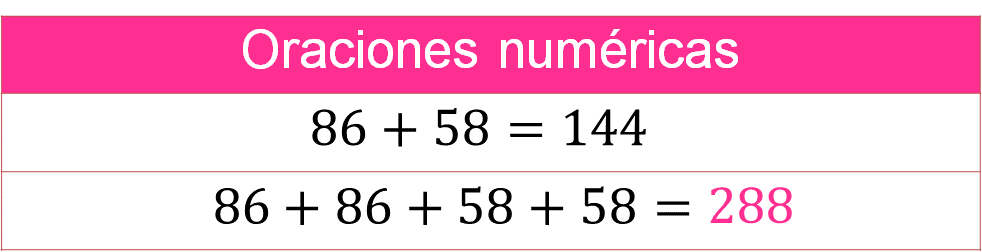 Oraciones numéricas
86 + 58 = 144
86 + 86 + 58 + 58 = 288